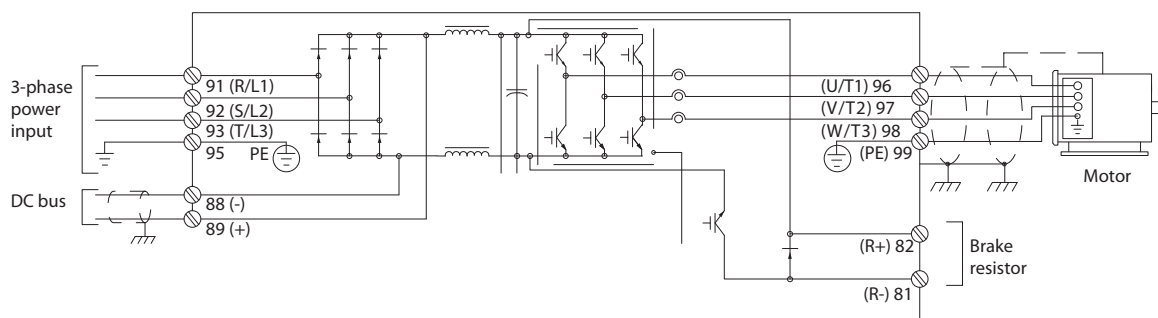 3-phase
power
input
91 (R/L1)
92 (S/L2)
93 (T/L3)
95
PE
DC bus
88 (-)
89 (+)
(U/T1) 96
(V/T2) 97
(W/T3) 98
(PE) 99
Motor
(R+) 82
Brake
resistor
(R-) 81